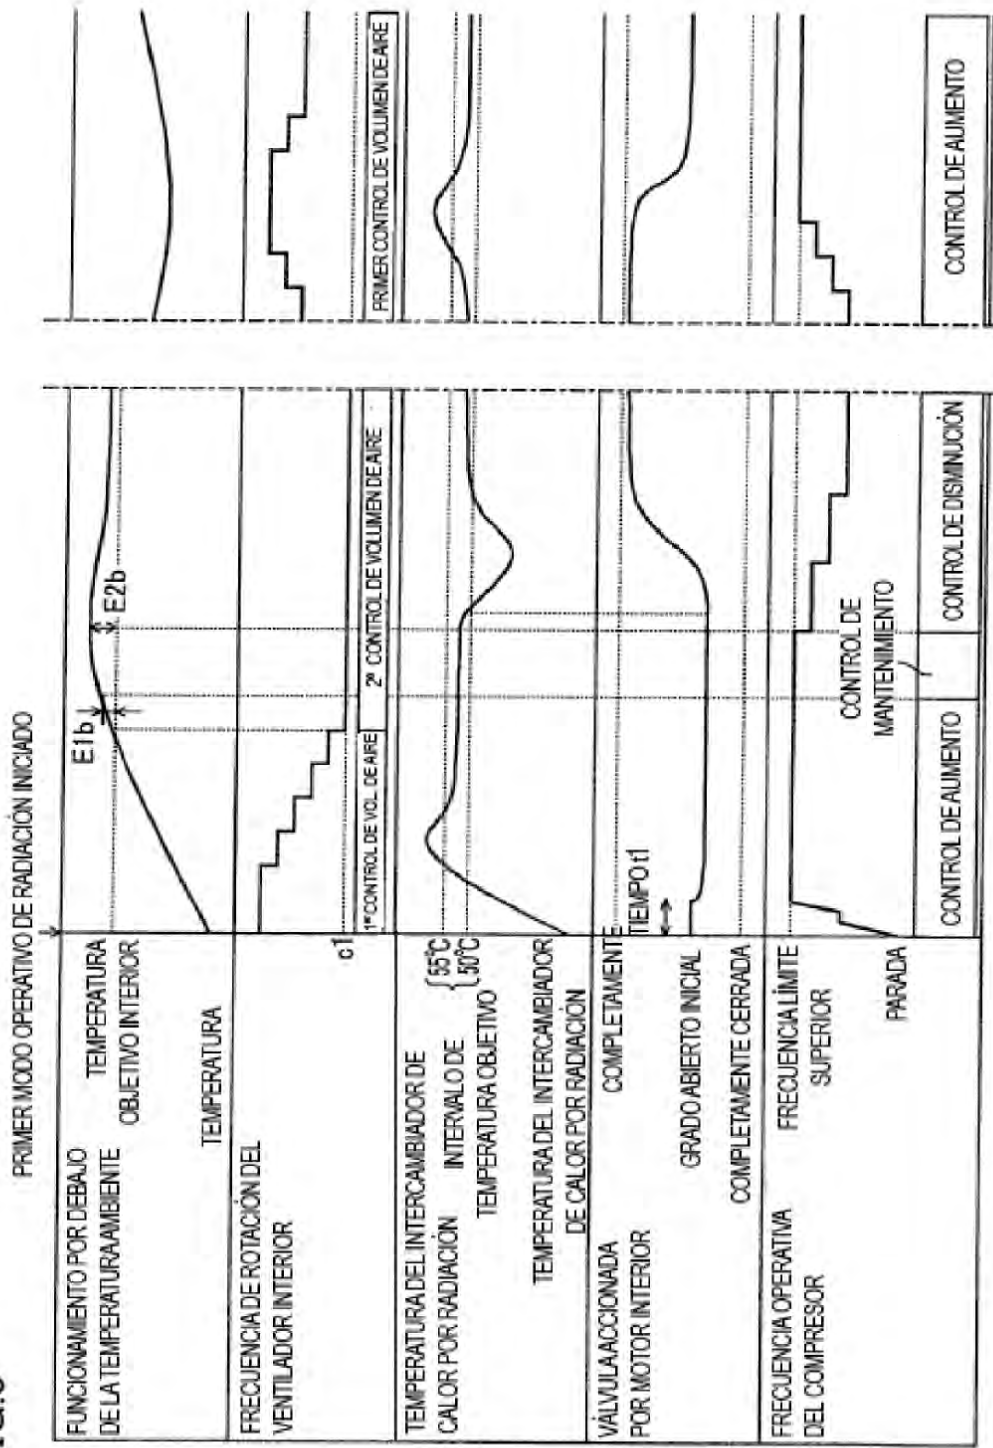 PRIMER MODO OPERATIVO DE RADIACIÓN INICIADO
FUNCIONAMIENTO POR DEBAJO
DE LA TEMPERATURA AMBIENTE
TEMPERATURA
OBJETIVO INTERIOR
TEMPERATURA
E1b
E2b
FRECUENCIA DE ROTACIÓN DEL
VENTILADOR INTERIOR
c1
1er CONTROL DE VOL. DE AIRE
2º CONTROL DE VOLUMEN DE AIRE
PRIMER CONTROL DE VOLUMEN DE AIRE
TEMPERATURA DEL INTERCAMBIADOR DE
CALOR POR RADIACIÓN
INTERVALO DE
TEMPERATURA OBJETIVO
55°C
50°C
TEMPERATURA DEL INTERCAMBIADOR
DE CALOR POR RADIACIÓN
VÁLVULA ACCIONADA
POR MOTOR INTERIOR
COMPLETAMENTE
TIEMPO t1
GRADO ABIERTO INICIAL
COMPLETAMENTE CERRADA
FRECUENCIA OPERATIVA
DEL COMPRESOR
FRECUENCIA LÍMITE
SUPERIOR
PARADA
CONTROL DE
MANTENIMIENTO
CONTROL DE AUMENTO
CONTROL DE DISMINUCIÓN
CONTROL DE AUMENTO